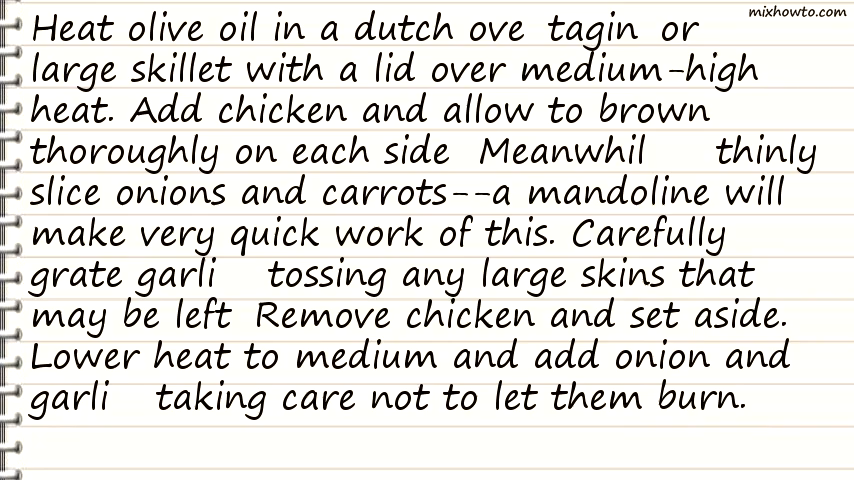 mixhowto.com
Heat olive oil in a dutch ove tagin or
large skillet with a lid over medium-high
heat. Add chicken and allow to brown
thoroughly on each side Meanwhil thinly
slice onions and carrots--a mandoline will
make very quick work of this. Carefully
grate garli tossing any large skins that
may be left Remove chicken and set aside.
Lower heat to medium and add onion and
garli taking care not to let them burn.